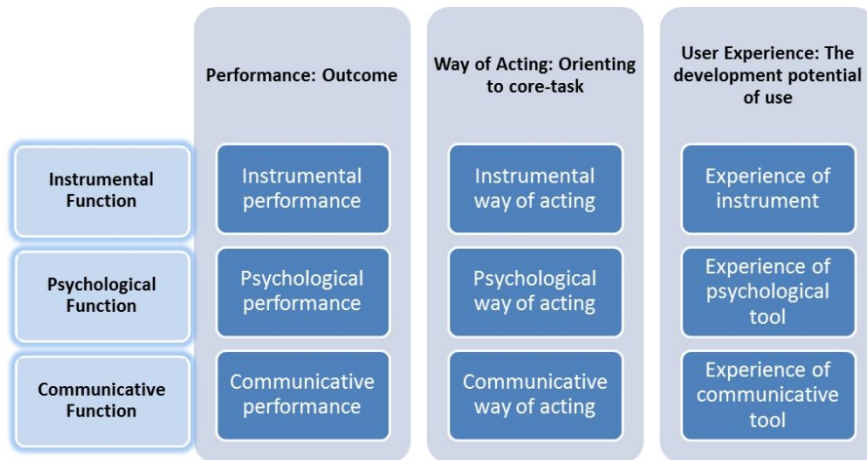 Performance: Outcome
Way of Acting: Orienting
to core-task
User Experience: The
development potential
of use
Instrumental
Function
Instrumental
performance
Instrumental
way of acting
Experience of
instrument
Psychological
Function
Psychological
performance
Psychological
way of acting
Experience of
psychological
tool
Communicative
Function
Communicative
performance
Communicative
way of acting
Experience of
communicative
tool